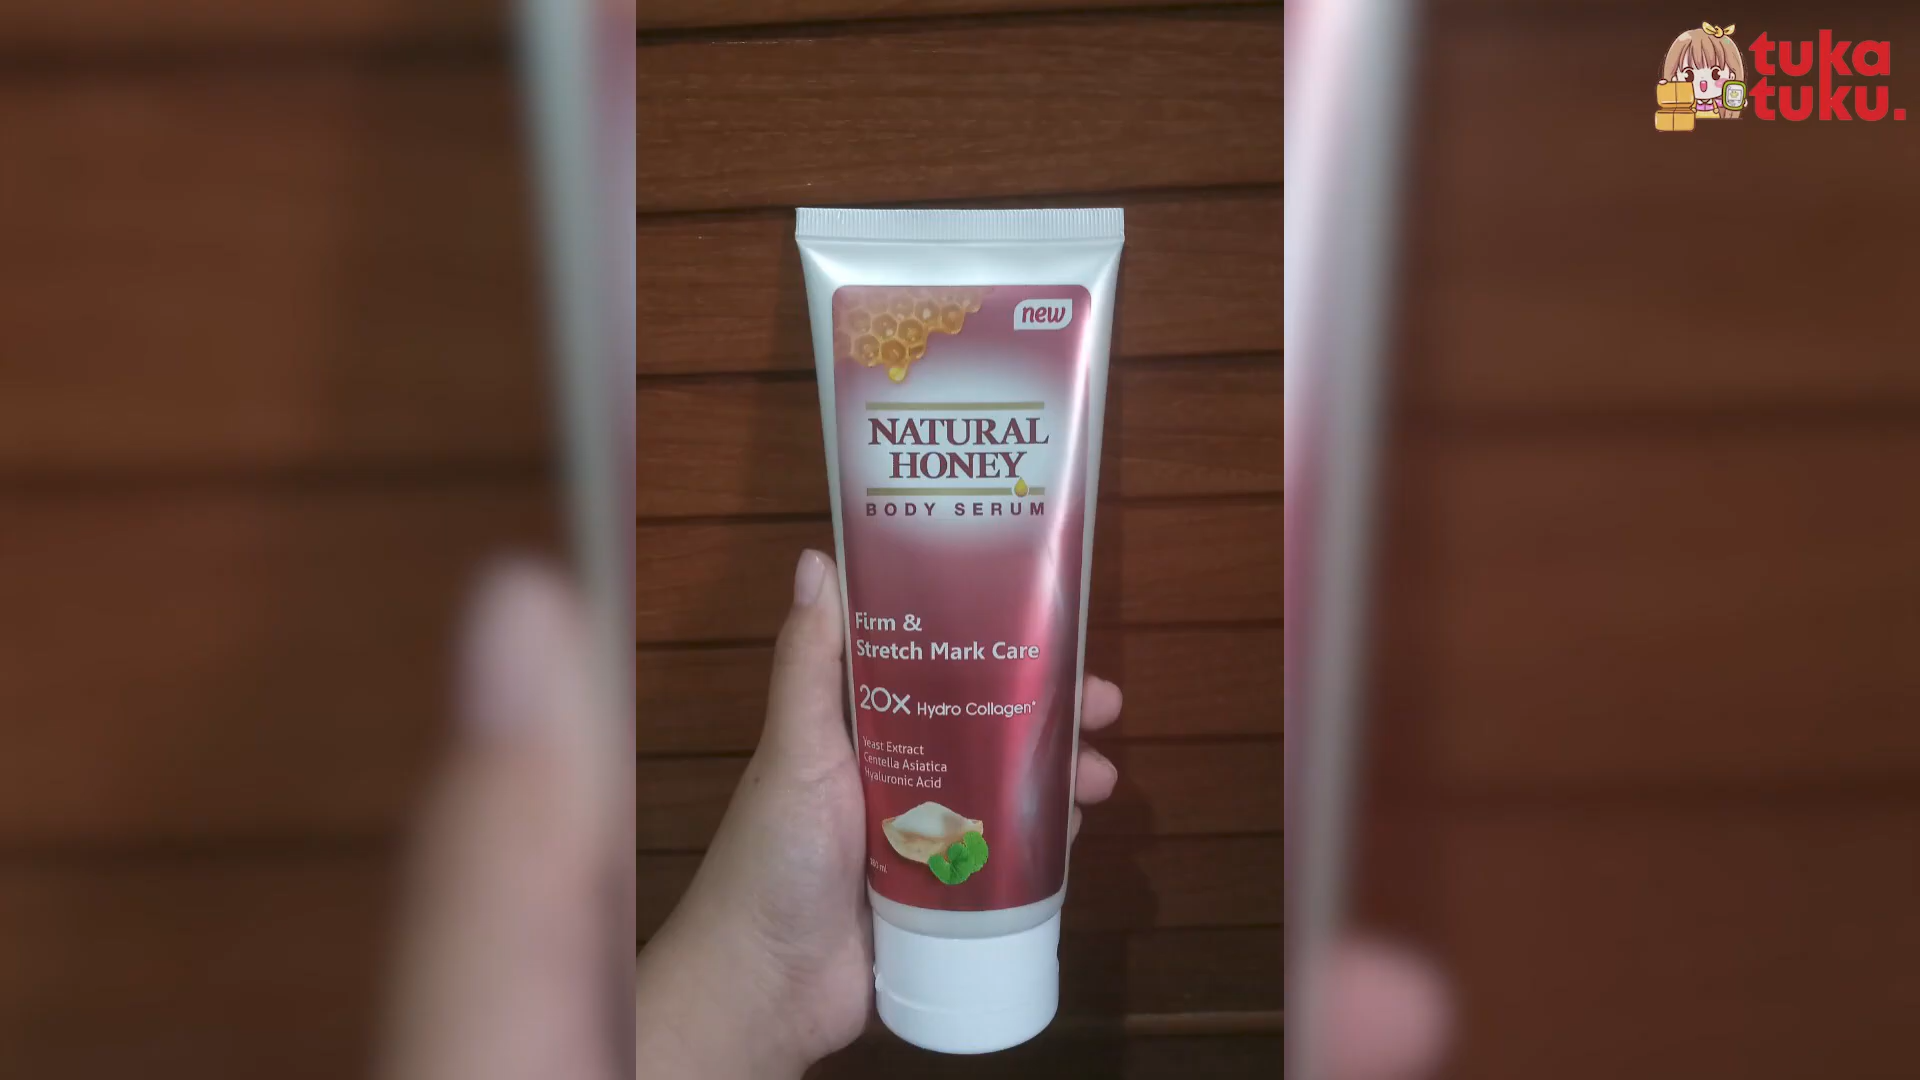 tuka
tuku.
new
NATURAL
HONEY
BODY SERUM
Firm &
Stretch Mark Care
20x Hydro Collagen*
Yeast Extract
Centella Asiatica
Hyaluronic Acid